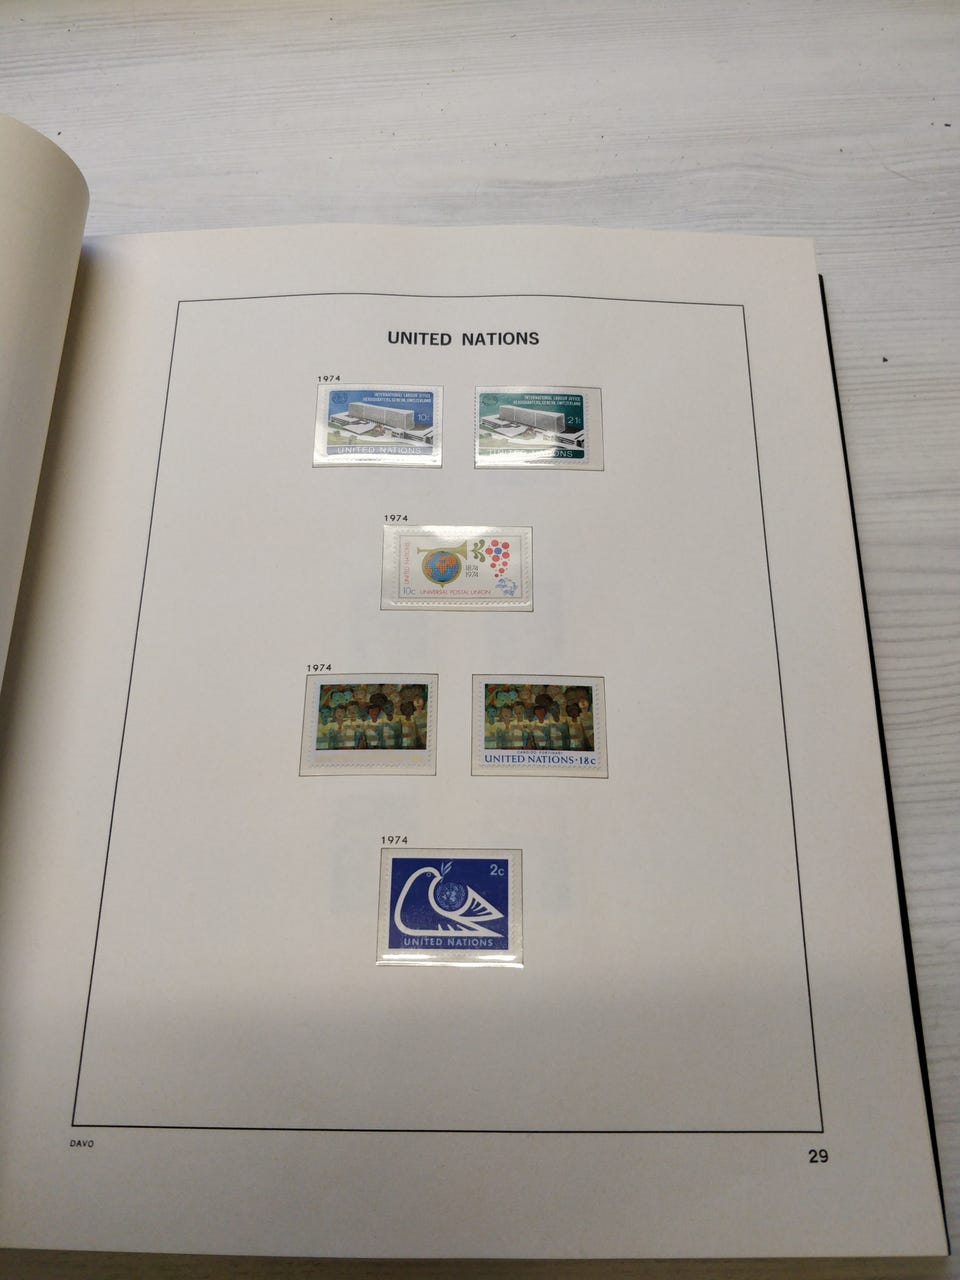 UNITED NATIONS
1974
INTERNATIONAL LABOUR OFFICE
HEADQUARTERS, GENEVA, SWITZERLAND
10c
UNITED NATIONS
INTERNATIONAL LABOUR OFFICE
HEADQUARTERS, GENEVA, SWITZERLAND
21c
UNITED NATIONS
1974
UNITED NATIONS
1874
1974
10c UNIVERSAL POSTAL UNION
1974
CANDIDO PORTINARI
UNITED NATIONS·18c
1974
2c
UNITED NATIONS
DAVO
29